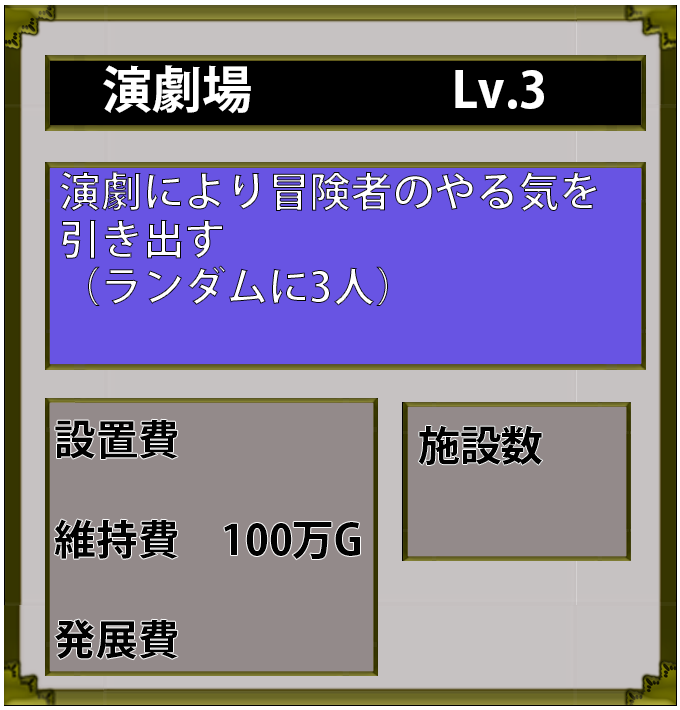 演劇場　Lv.3
演劇により冒険者のやる気を
引き出す
（ランダムに3人）
設置費
維持費　100万G
発展費
施設数